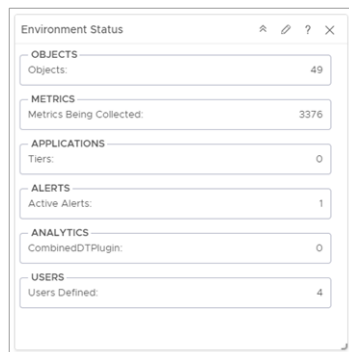 Environment Status
OBJECTS
Objects: 49
METRICS
Metrics Being Collected: 3376
APPLICATIONS
Tiers: 0
ALERTS
Active Alerts: 1
ANALYTICS
CombinedDTPlugin: 0
USERS
Users Defined: 4